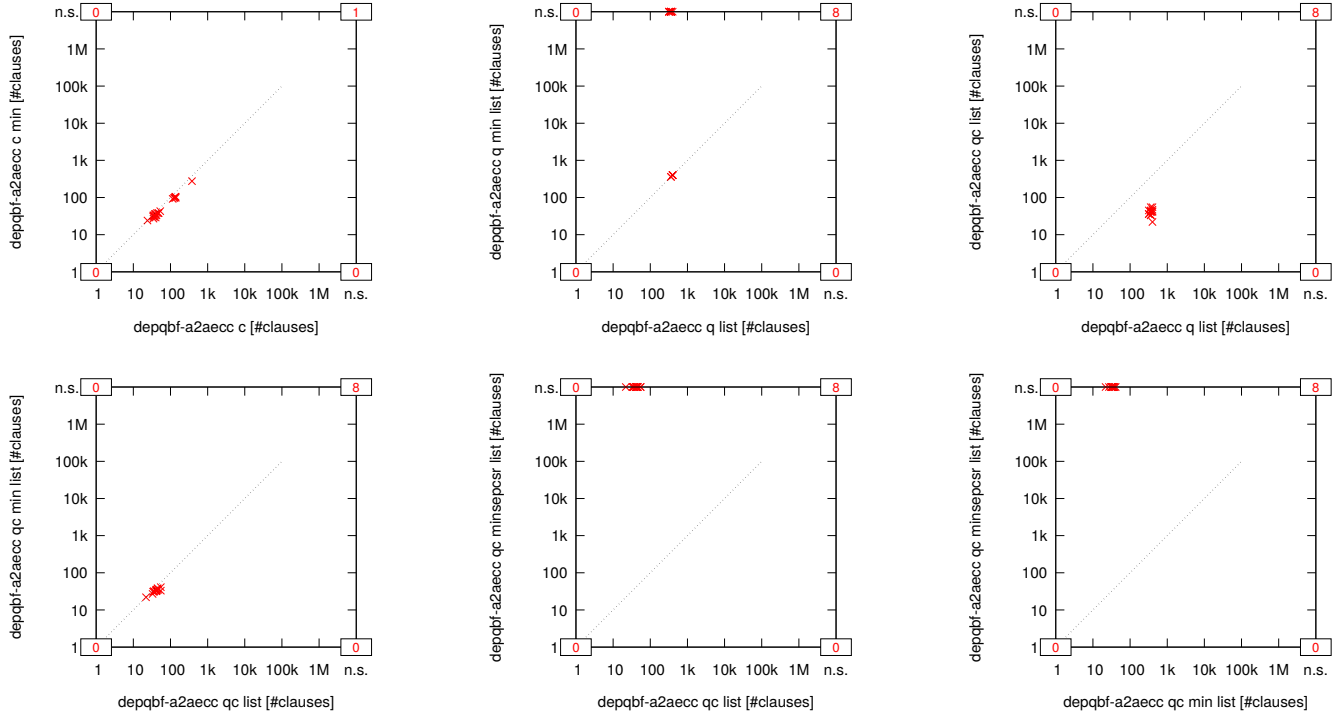 n.s. 0 1
1M
100k
10k
1k
100
10
1 0 0
1 10 100 1k 10k 100k 1M n.s.
depqbf-a2aecc c min [#clauses]
depqbf-a2aecc c [#clauses]
n.s. 0 8
1M
100k
10k
1k
100
10
1 0 0
1 10 100 1k 10k 100k 1M n.s.
depqbf-a2aecc q min list [#clauses]
depqbf-a2aecc q list [#clauses]
n.s. 0 8
1M
100k
10k
1k
100
10
1 0 0
1 10 100 1k 10k 100k 1M n.s.
depqbf-a2aecc qc list [#clauses]
depqbf-a2aecc q list [#clauses]
n.s. 0 8
1M
100k
10k
1k
100
10
1 0 0
1 10 100 1k 10k 100k 1M n.s.
depqbf-a2aecc qc min list [#clauses]
depqbf-a2aecc qc list [#clauses]
n.s. 0 8
1M
100k
10k
1k
100
10
1 0 0
1 10 100 1k 10k 100k 1M n.s.
depqbf-a2aecc qc minsepcsr list [#clauses]
depqbf-a2aecc qc list [#clauses]
n.s. 0 8
1M
100k
10k
1k
100
10
1 0 0
1 10 100 1k 10k 100k 1M n.s.
depqbf-a2aecc qc minsepcsr list [#clauses]
depqbf-a2aecc qc min list [#clauses]